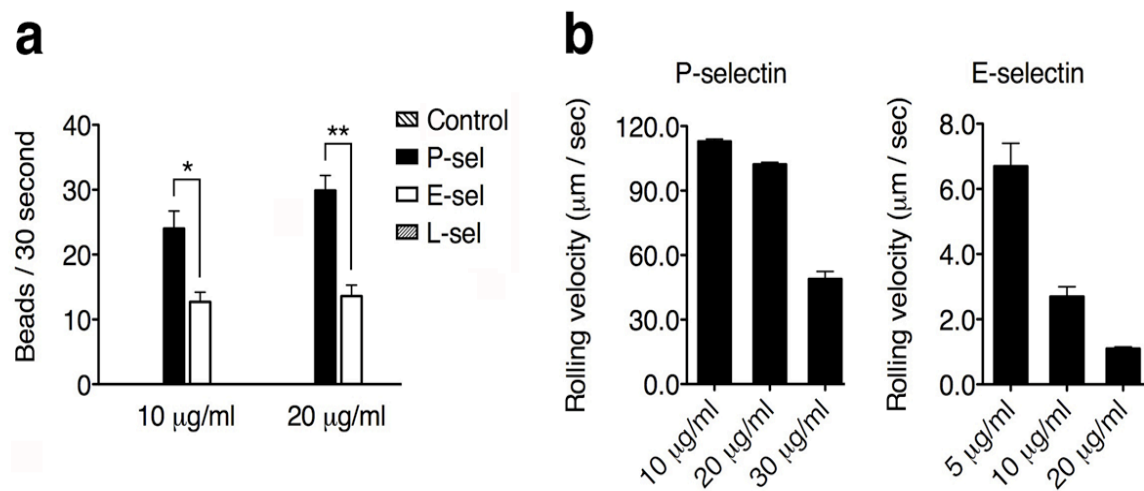 a
Beads / 30 second
40
30
20
10
0
*
**
10 μg/ml
20 μg/ml
Control
P-sel
E-sel
L-sel
b
P-selectin
Rolling velocity (μm / sec)
120.0
90.0
60.0
30.0
0.0
10 μg/ml
20 μg/ml
30 μg/ml
E-selectin
Rolling velocity (μm / sec)
8.0
6.0
4.0
2.0
0.0
5 μg/ml
10 μg/ml
20 μg/ml